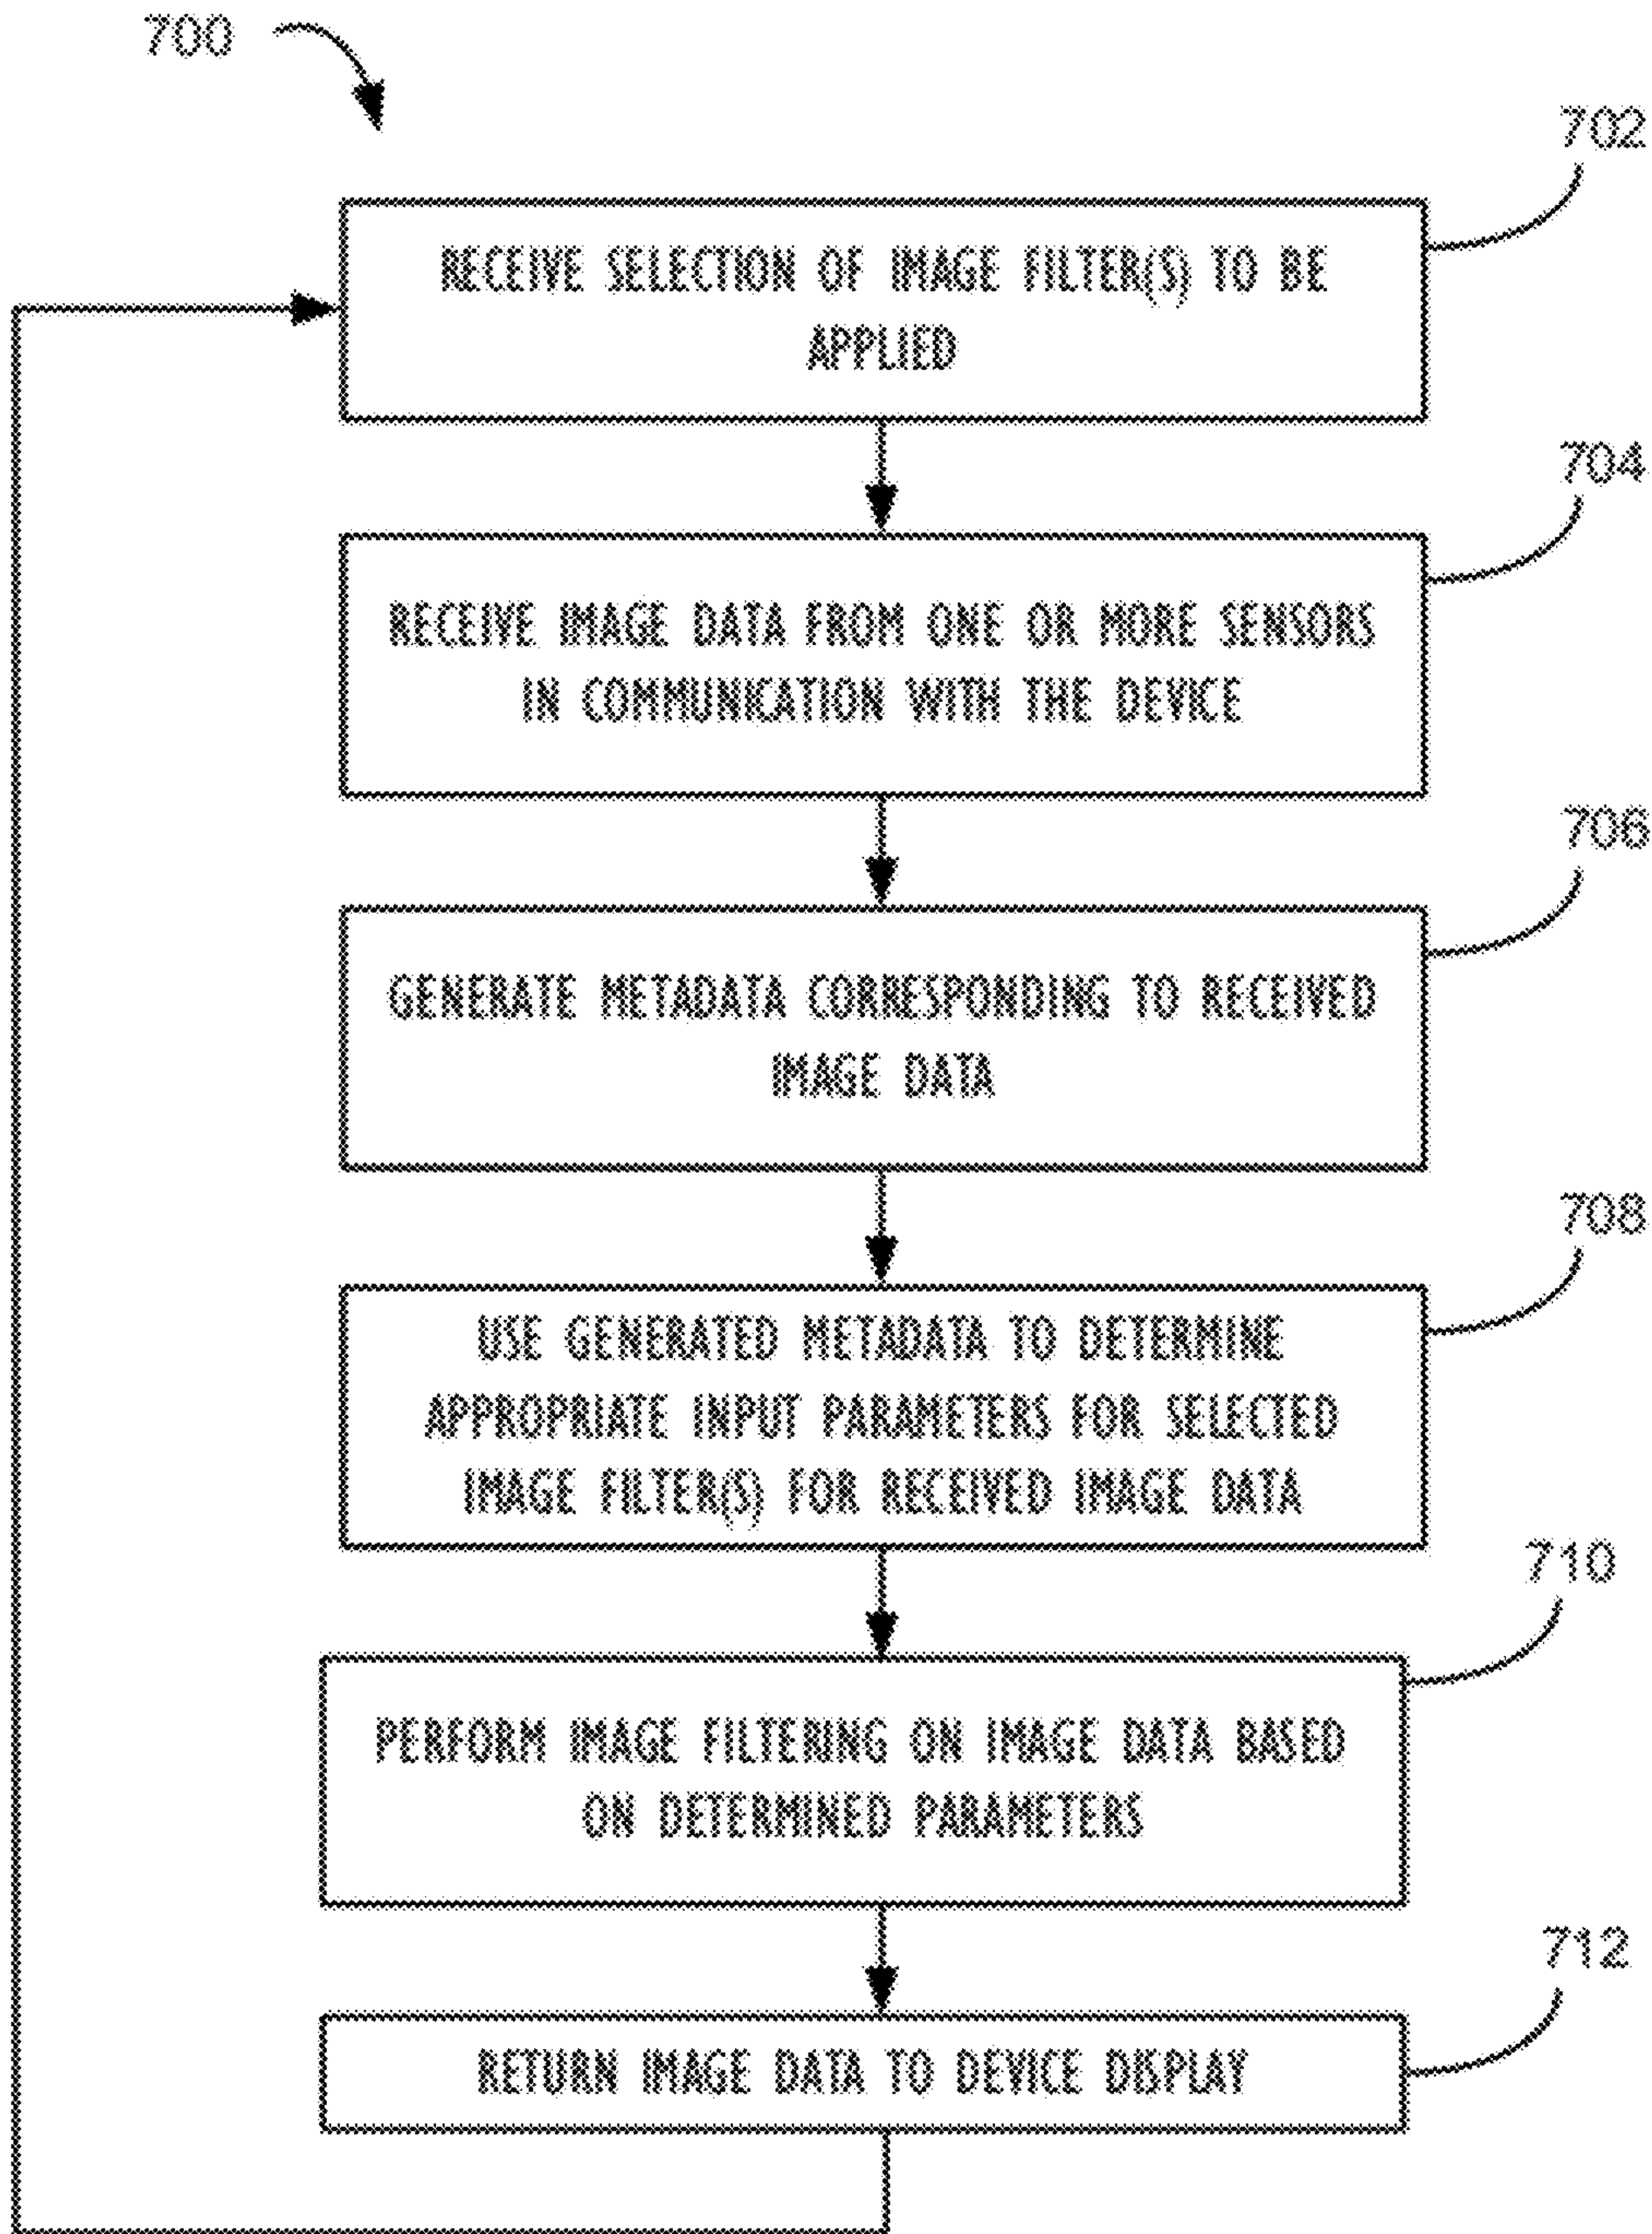 700
702
RECEIVE SELECTION OF IMAGE FILTER(S) TO BE
APPLIED
704
RECEIVE IMAGE DATA FROM ONE OR MORE SENSORS
IN COMMUNICATION WITH THE DEVICE
706
GENERATE METADATA CORRESPONDING TO RECEIVED
IMAGE DATA
708
USE GENERATED METADATA TO DETERMINE
APPROPRIATE INPUT PARAMETERS FOR SELECTED
IMAGE FILTER(S) FOR RECEIVED IMAGE DATA
710
PERFORM IMAGE FILTERING ON IMAGE DATA BASED
ON DETERMINED PARAMETERS
712
RETURN IMAGE DATA TO DEVICE DISPLAY